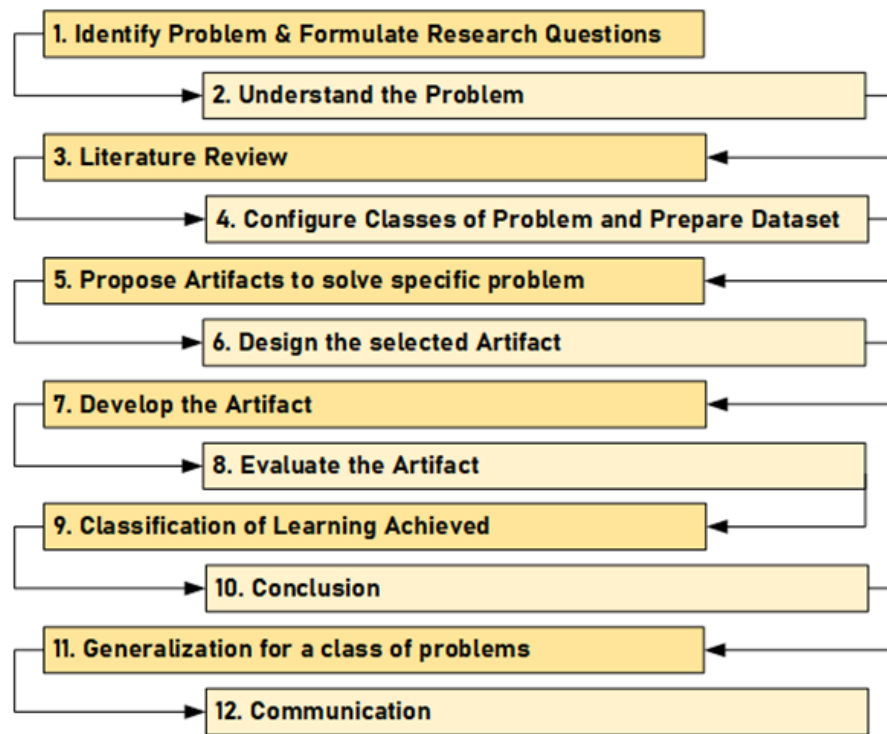 1. Identify Problem & Formulate Research Questions
2. Understand the Problem
3. Literature Review
4. Configure Classes of Problem and Prepare Dataset
5. Propose Artifacts to solve specific problem
6. Design the selected Artifact
7. Develop the Artifact
8. Evaluate the Artifact
9. Classification of Learning Achieved
10. Conclusion
11. Generalization for a class of problems
12. Communication